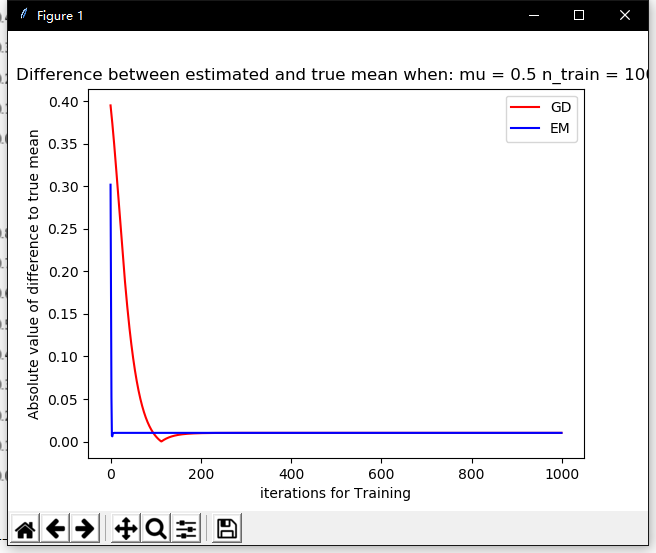 Figure 1
Difference between estimated and true mean when: mu = 0.5 n_train = 100
GD
EM
Absolute value of difference to true mean
0.40
0.35
0.30
0.25
0.20
0.15
0.10
0.05
0.00
0 200 400 600 800 1000
iterations for Training